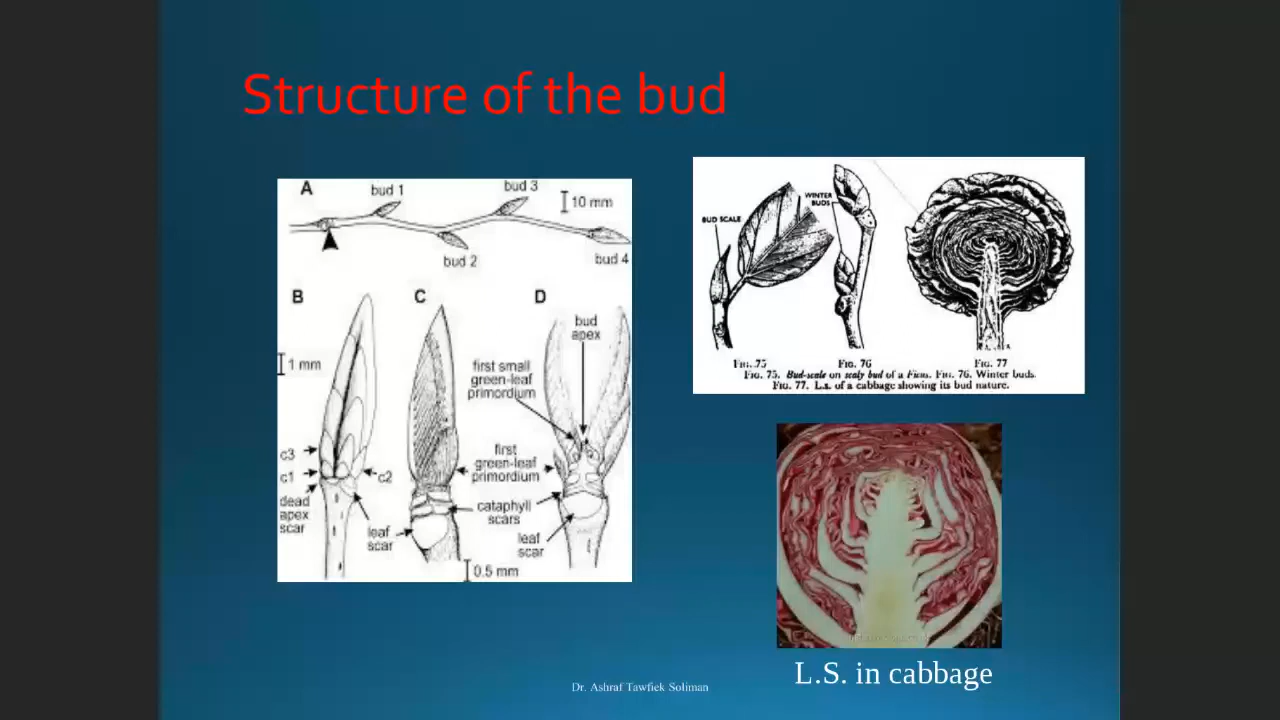 Structure of the bud
A
bud 1
bud 3
10 mm
bud 2
bud 4
B
C
D
bud
apex
1 mm
first small
green-leaf
primordium
c3
c1
c2
first
green-leaf
primordium
dead
apex
scar
leaf
scar
cataphyll
scars
leaf
scar
0.5 mm
BUD SCALE
WINTER
BUDS
FIG. 75
FIG. 76
FIG. 77
FIG. 75. Bud-scale on scaly bud of a Ficus. FIG. 76. Winter buds.
FIG. 77. L.s. of a cabbage showing its bud nature.
L.S. in cabbage
Dr. Ashraf Tawfiek Soliman